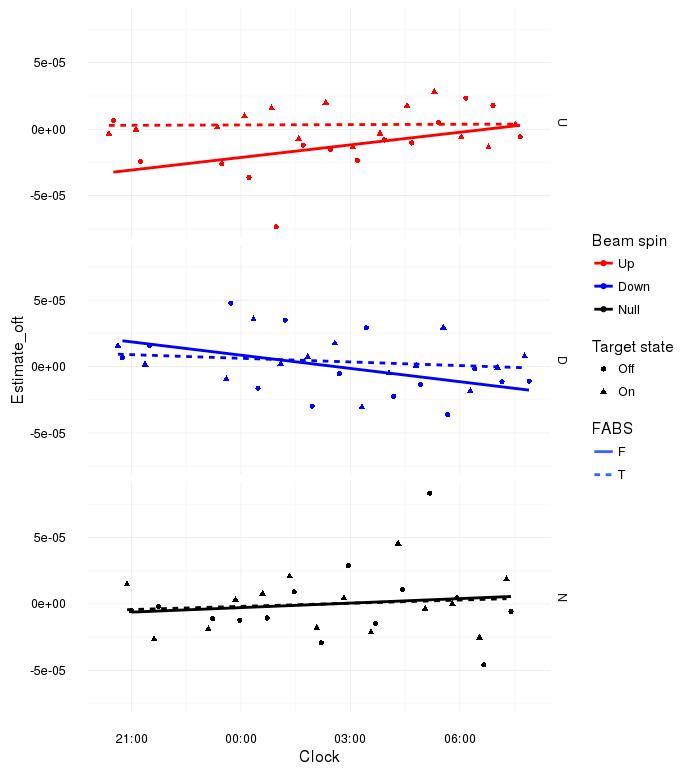 5e-05
0e+00
-5e-05
U
5e-05
0e+00
-5e-05
D
5e-05
0e+00
-5e-05
N
Estimate_oft
21:00 00:00 03:00 06:00
Clock
Beam spin
Up
Down
Null
Target state
Off
On
FABS
F
T